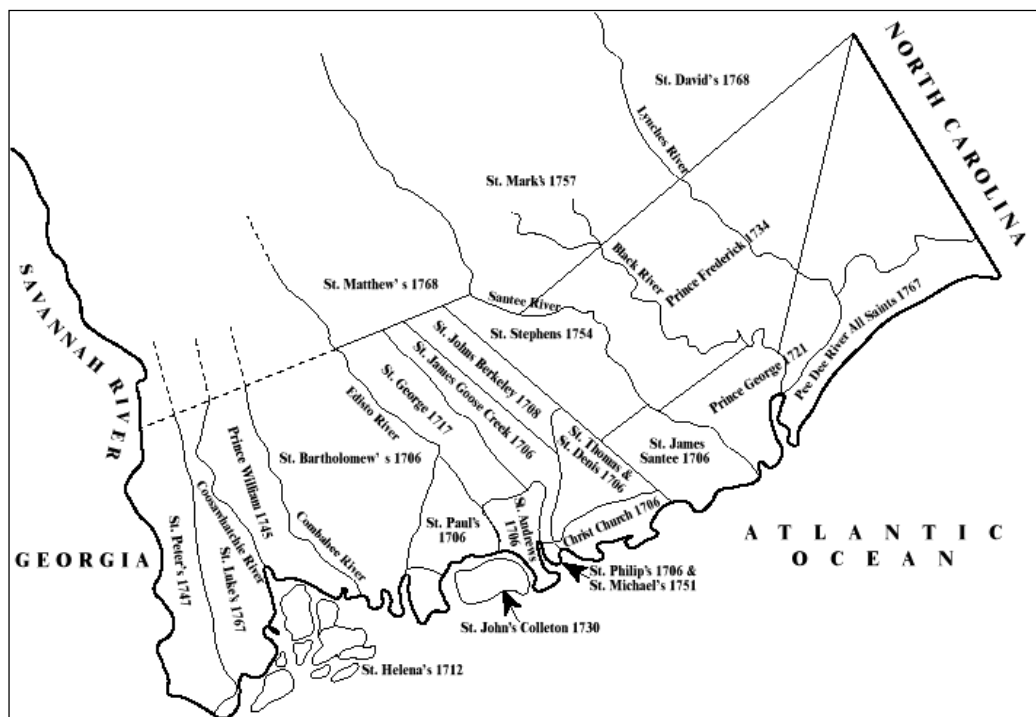 St. David's 1768
NORTH CAROLINA
Lynches River
St. Mark's 1757
Black River
Prince Frederick 1734
SAVANNAH RIVER
St. Matthew' s 1768
Santee River
Pee Dee River All Saints 1767
St. Stephens 1754
St. Johns Berkeley 1708
St. James Goose Creek 1706
St. George 1717
Edisto River
Prince George 1721
St. Thomas &
St. Denis 1706
St. James
Santee 1706
St. Bartholomew' s 1706
Prince William 1745
Coosawhatchie River
Combahee River
St. Paul's
1706
St. Andrews
1706
Christ Church 1706
ATLANTIC
OCEAN
GEORGIA
St. Peter's 1747
St. Luke's 1767
St. Philip's 1706 &
St. Michael's 1751
St. John's Colleton 1730
St. Helena's 1712